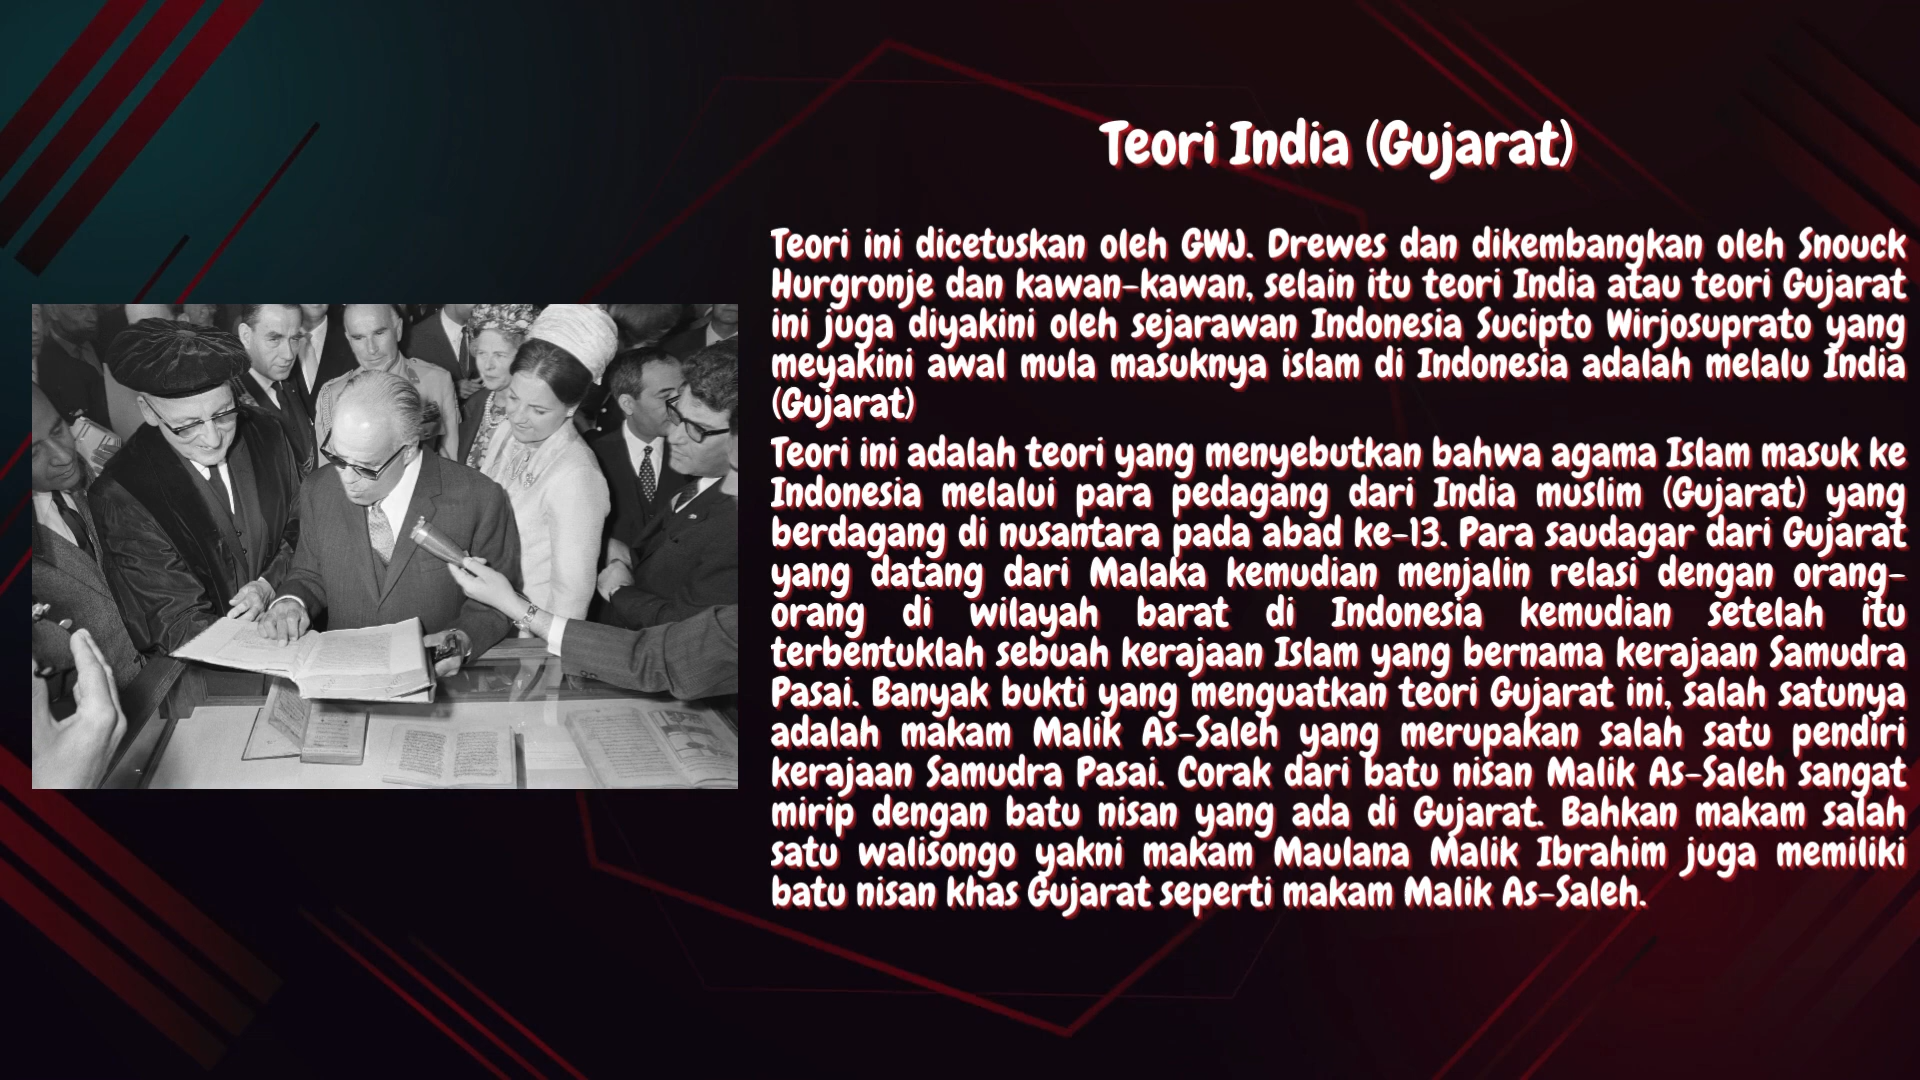 Teori India (Gujarat)
Teori ini dicetuskan oleh GWJ. Drewes dan dikembangkan oleh Snouck
Hurgronje dan kawan-kawan, selain itu teori India atau teori Gujarat
ini juga diyakini oleh sejarawan Indonesia Sucipto Wirjosuprato yang
meyakini awal mula masuknya islam di Indonesia adalah melalu India
(Gujarat)
Teori ini adalah teori yang menyebutkan bahwa agama Islam masuk ke
Indonesia melalui para pedagang dari India muslim (Gujarat) yang
berdagang di nusantara pada abad ke-13. Para saudagar dari Gujarat
yang datang dari Malaka kemudian menjalin relasi dengan orang-
orang di wilayah barat di Indonesia kemudian setelah itu
terbentuklah sebuah kerajaan Islam yang bernama kerajaan Samudra
Pasai. Banyak bukti yang menguatkan teori Gujarat ini, salah satunya
adalah makam Malik As-Saleh yang merupakan salah satu pendiri
kerajaan Samudra Pasai. Corak dari batu nisan Malik As-Saleh sangat
mirip dengan batu nisan yang ada di Gujarat. Bahkan makam salah
satu walisongo yakni makam Maulana Malik Ibrahim juga memiliki
batu nisan khas Gujarat seperti makam Malik As-Saleh.